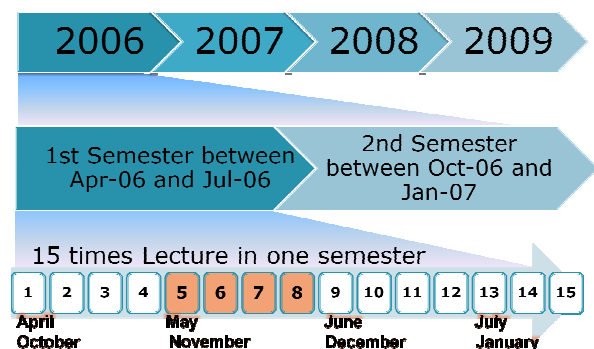 2006 2007 2008 2009
1st Semester between
Apr-06 and Jul-06
2nd Semester
between Oct-06 and
Jan-07
15 times Lecture in one semester
1 2 3 4 5 6 7 8 9 10 11 12 13 14 15
April May June July
October November December January